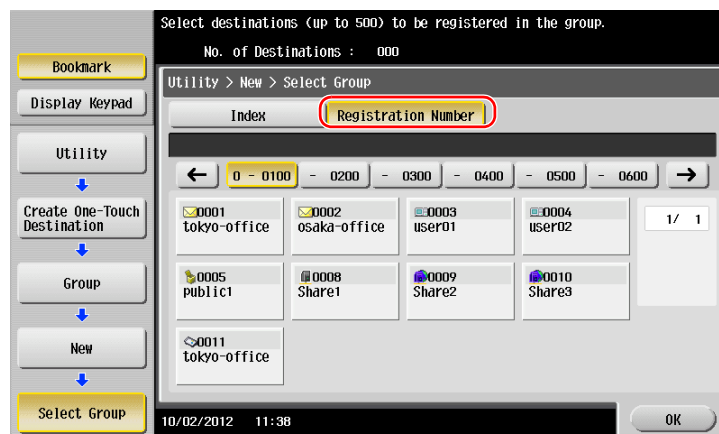 Select destinations (up to 500) to be registered in the group.
No. of Destinations : 000
Bookmark
Display Keypad
Utility
Create One-Touch
Destination
Group
New
Select Group
Utility > New > Select Group
Index
Registration Number
← 0 - 0100 - 0200 - 0300 - 0400 - 0500 - 0600 →
0001
tokyo-office
0002
osaka-office
0003
user01
0004
user02
1/ 1
0005
public1
0008
Share1
0009
Share2
0010
Share3
0011
tokyo-office
10/02/2012 11:38
OK